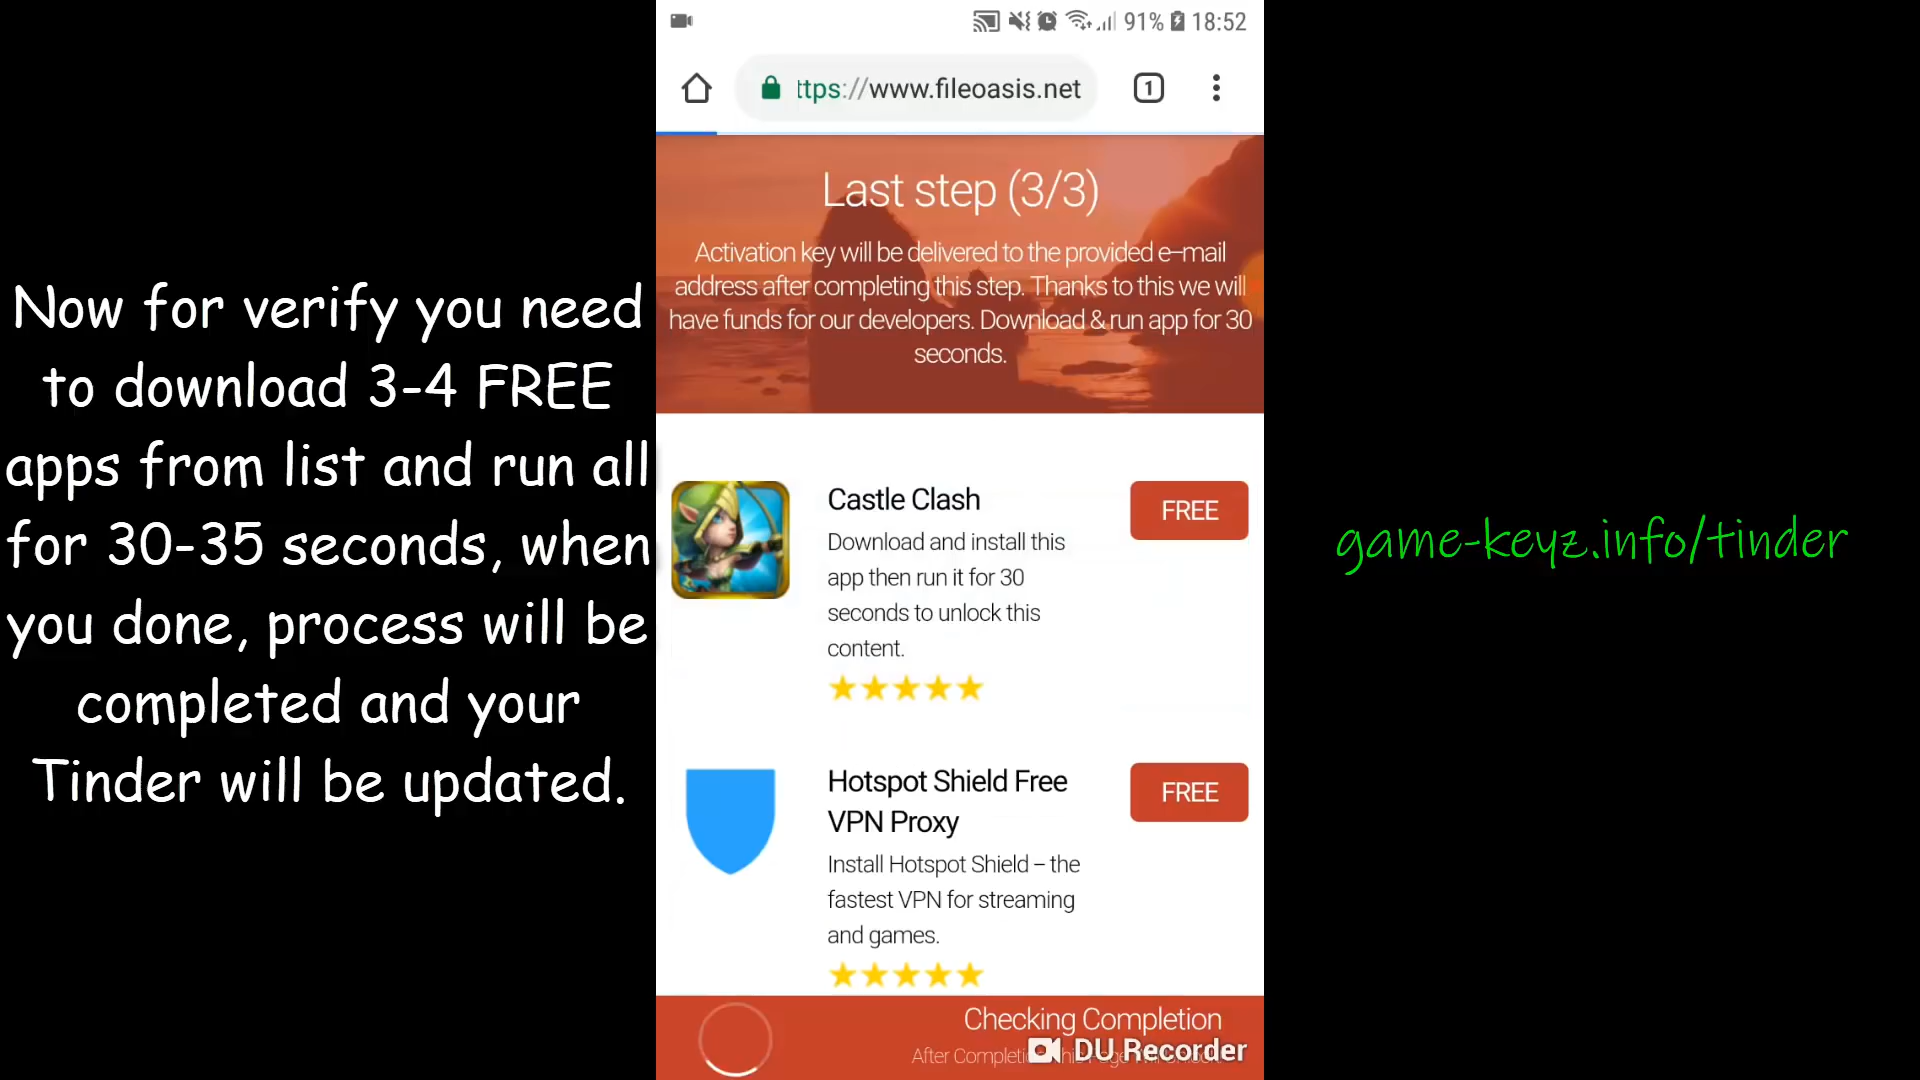 Now for verify you need
to download 3-4 FREE
apps from list and run all
for 30-35 seconds, when
you done, process will be
completed and your
Tinder will be updated.
91% 18:52
ttps://www.fileoasis.net
1
Last step (3/3)
Activation key will be delivered to the provided e-mail
address after completing this step. Thanks to this we will
have funds for our developers. Download & run app for 30
seconds.
Castle Clash
FREE
Download and install this
app then run it for 30
seconds to unlock this
content.
Hotspot Shield Free
VPN Proxy
FREE
Install Hotspot Shield – the
fastest VPN for streaming
and games.
Checking Completion
After
DU Recorder
game-keyz.info/tinder